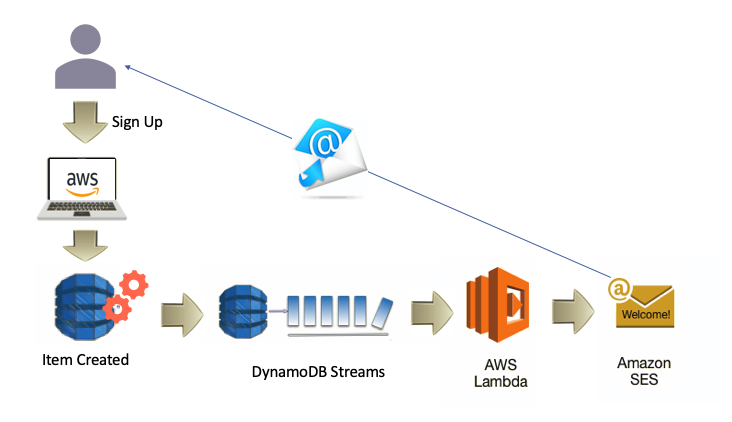 Sign Up
aws
Item Created
DynamoDB Streams
AWS
Lambda
@
@
Welcome!
Amazon
SES